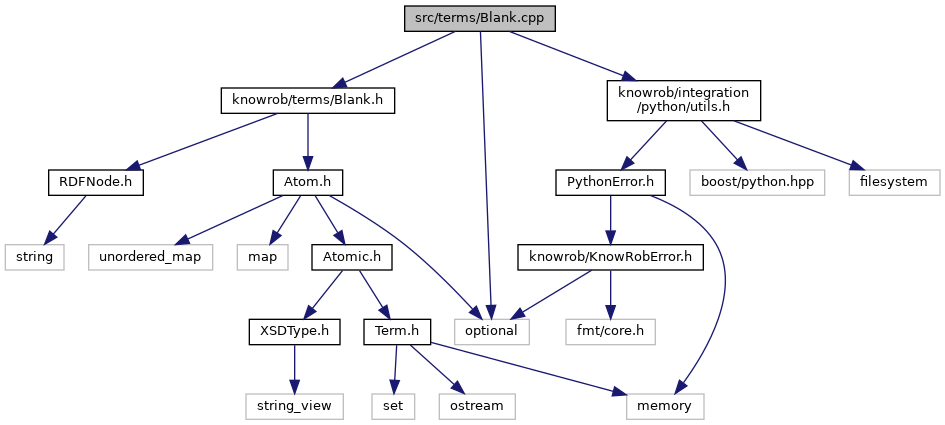 src/terms/Blank.cpp
knowrob/terms/Blank.h
knowrob/integration
/python/utils.h
RDFNode.h
Atom.h
PythonError.h
boost/python.hpp
filesystem
string
unordered_map
map
Atomic.h
knowrob/KnowRobError.h
XSDType.h
Term.h
optional
fmt/core.h
string_view
set
ostream
memory